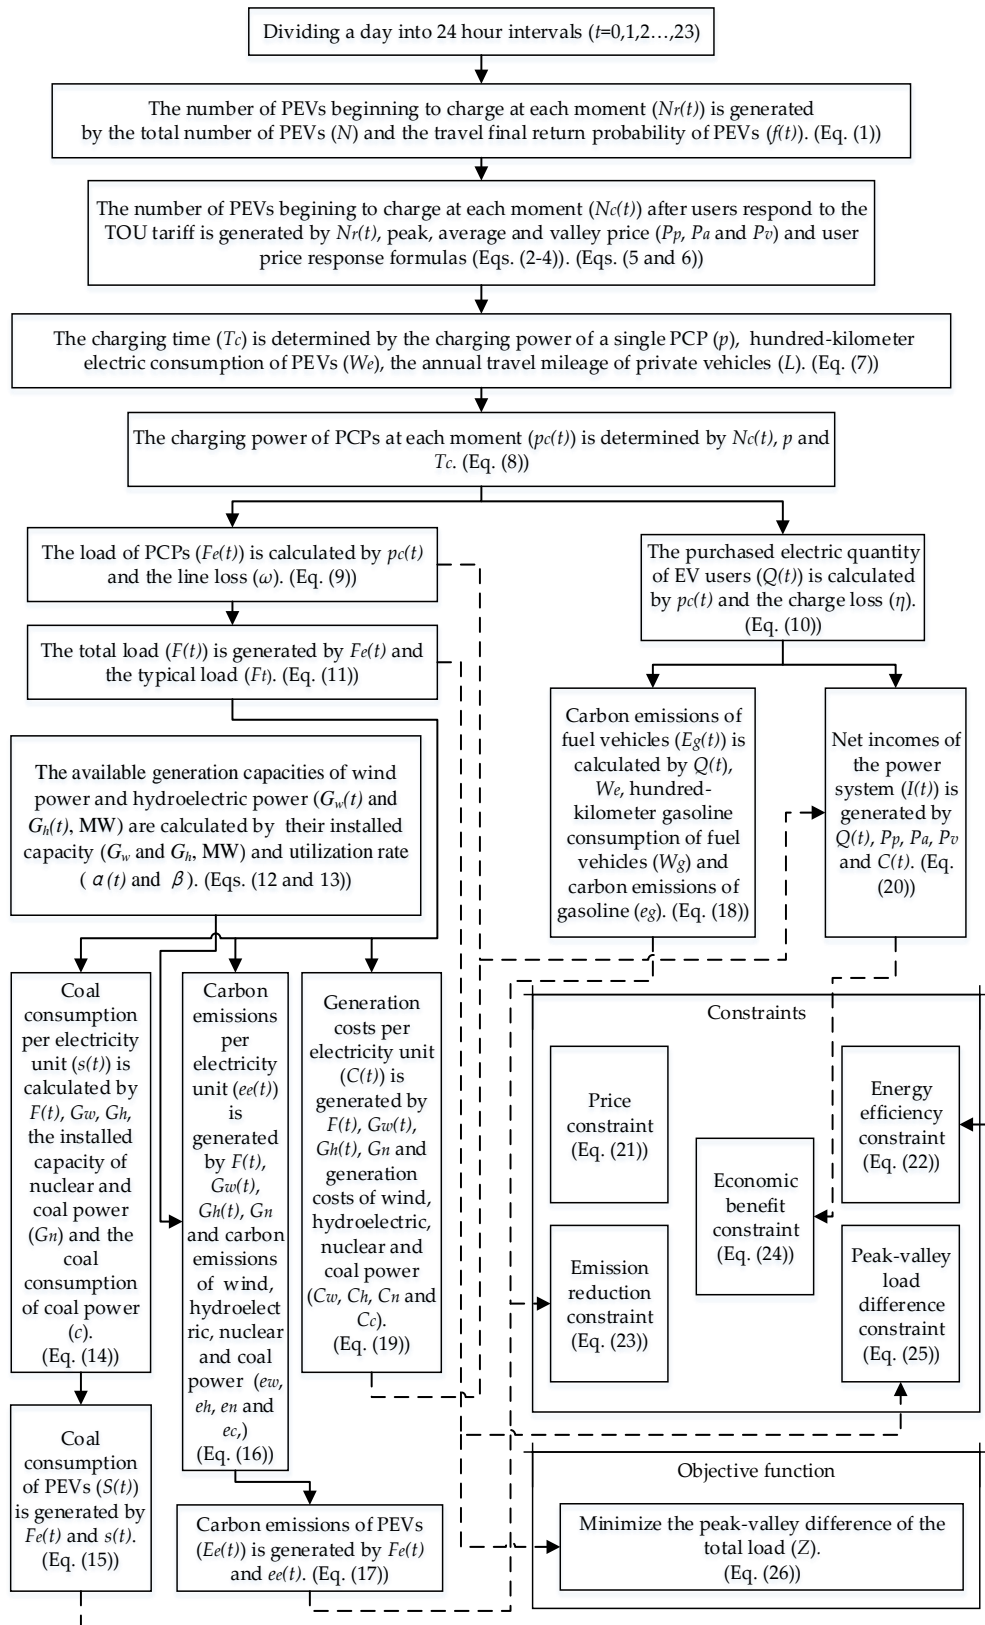 Dividing a day into 24 hour intervals (t=0,1,2…,23)
The number of PEVs beginning to charge at each moment (Nr(t)) is generated
by the total number of PEVs (N) and the travel final return probability of PEVs (f(t)). (Eq. (1))
The number of PEVs begining to charge at each moment (Nc(t)) after users respond to the
TOU tariff is generated by Nr(t), peak, average and valley price (Pp, Pa and Pv) and user
price response formulas (Eqs. (2-4)). (Eqs. (5 and 6))
The charging time (Tc) is determined by the charging power of a single PCP (p), hundred-kilometer
electric consumption of PEVs (We), the annual travel mileage of private vehicles (L). (Eq. (7))
The charging power of PCPs at each moment (pc(t)) is determined by Nc(t), p and
Tc. (Eq. (8))
The load of PCPs (Fe(t)) is calculated by pc(t)
and the line loss (ω). (Eq. (9))
The purchased electric quantity
of EV users (Q(t)) is calculated
by pc(t) and the charge loss (η).
(Eq. (10))
The total load (F(t)) is generated by Fe(t) and
the typical load (Ft). (Eq. (11))
Carbon emissions of
fuel vehicles (Eg(t)) is
calculated by Q(t),
We, hundred-
kilometer gasoline
consumption of fuel
vehicles (Wg) and
carbon emissions of
gasoline (eg). (Eq. (18))
Net incomes of
the power
system (I(t)) is
generated by
Q(t), Pp, Pa, Pv
and C(t). (Eq.
(20))
The available generation capacities of wind
power and hydroelectric power (Gw(t) and
Gh(t), MW) are calculated by their installed
capacity (Gw and Gh, MW) and utilization rate
( α(t) and β). (Eqs. (12 and 13))
Coal
consumption
per electricity
unit (s(t)) is
calculated by
F(t), Gw, Gh,
the installed
capacity of
nuclear and
coal power
(Gn) and the
coal
consumption
of coal power
(c).
(Eq. (14))
Carbon
emissions
per
electricity
unit (ee(t))
is
generated
by F(t),
Gw(t),
Gh(t), Gn
and carbon
emissions
of wind,
hydroelect
ric, nuclear
and coal
power (ew,
eh, en and
ec,)
(Eq. (16))
Generation
costs per
electricity unit
(C(t)) is
generated by
F(t), Gw(t),
Gh(t), Gn and
generation
costs of wind,
hydroelectric,
nuclear and
coal power
(Cw, Ch, Cn and
Cc).
(Eq. (19))
Constraints
Price
constraint
(Eq. (21))
Energy
efficiency
constraint
(Eq. (22))
Economic
benefit
constraint
(Eq. (24))
Emission
reduction
constraint
(Eq. (23))
Peak-valley
load
difference
constraint
(Eq. (25))
Coal
consumption
of PEVs (S(t))
is generated by
Fe(t) and s(t).
(Eq. (15))
Carbon emissions of PEVs
(Ee(t)) is generated by Fe(t)
and ee(t). (Eq. (17))
Objective function
Minimize the peak-valley difference of the
total load (Z).
(Eq. (26))